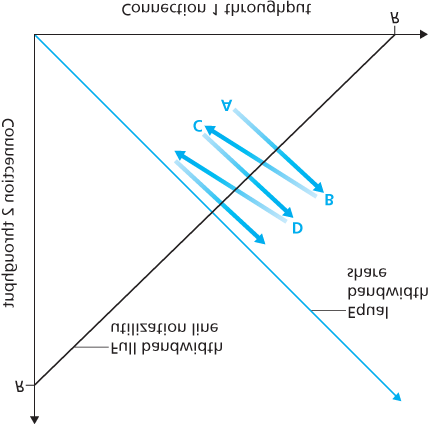 Connection 1 throughput
R
A
C
B
D
Connection 2 throughput
share
bandwidth
Equal
utilization line
Full bandwidth
R